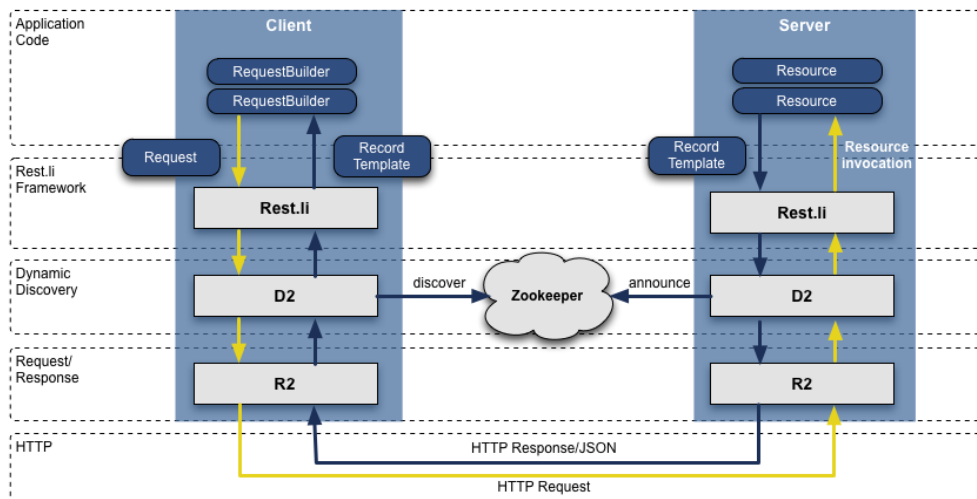 Application
Code
Client
Server
RequestBuilder
RequestBuilder
Resource
Resource
Request
Record
Template
Record
Template
Resource
invocation
Rest.li
Framework
Rest.li
Rest.li
Dynamic
Discovery
D2
discover
Zookeeper
announce
D2
Request/
Response
R2
R2
HTTP
HTTP Response/JSON
HTTP Request